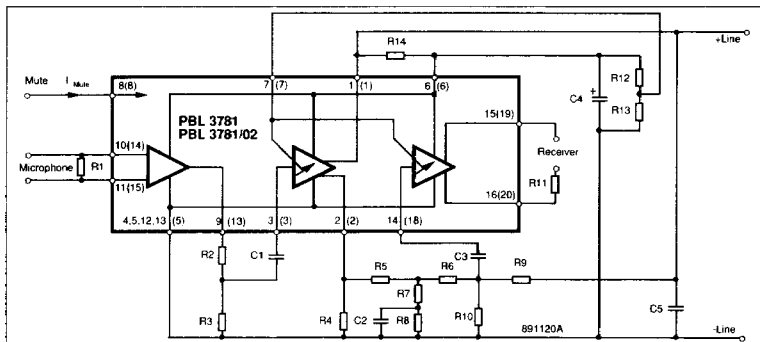 R14
+Line
Mute
I Mute
8(8)
7 (7)
1 (1)
6 (6)
R12
C4
+
R13
PBL 3781
PBL 3781/02
15(19)
10(14)
Microphone
R1
11(15)
Receiver
R11
16(20)
4,5,12,13 (5)
9 (13)
3 (3)
2 (2)
14 (18)
R2
C1
C3
R5
R6
R9
R7
R3
R4
C2
R8
R10
C5
891120A
-Line